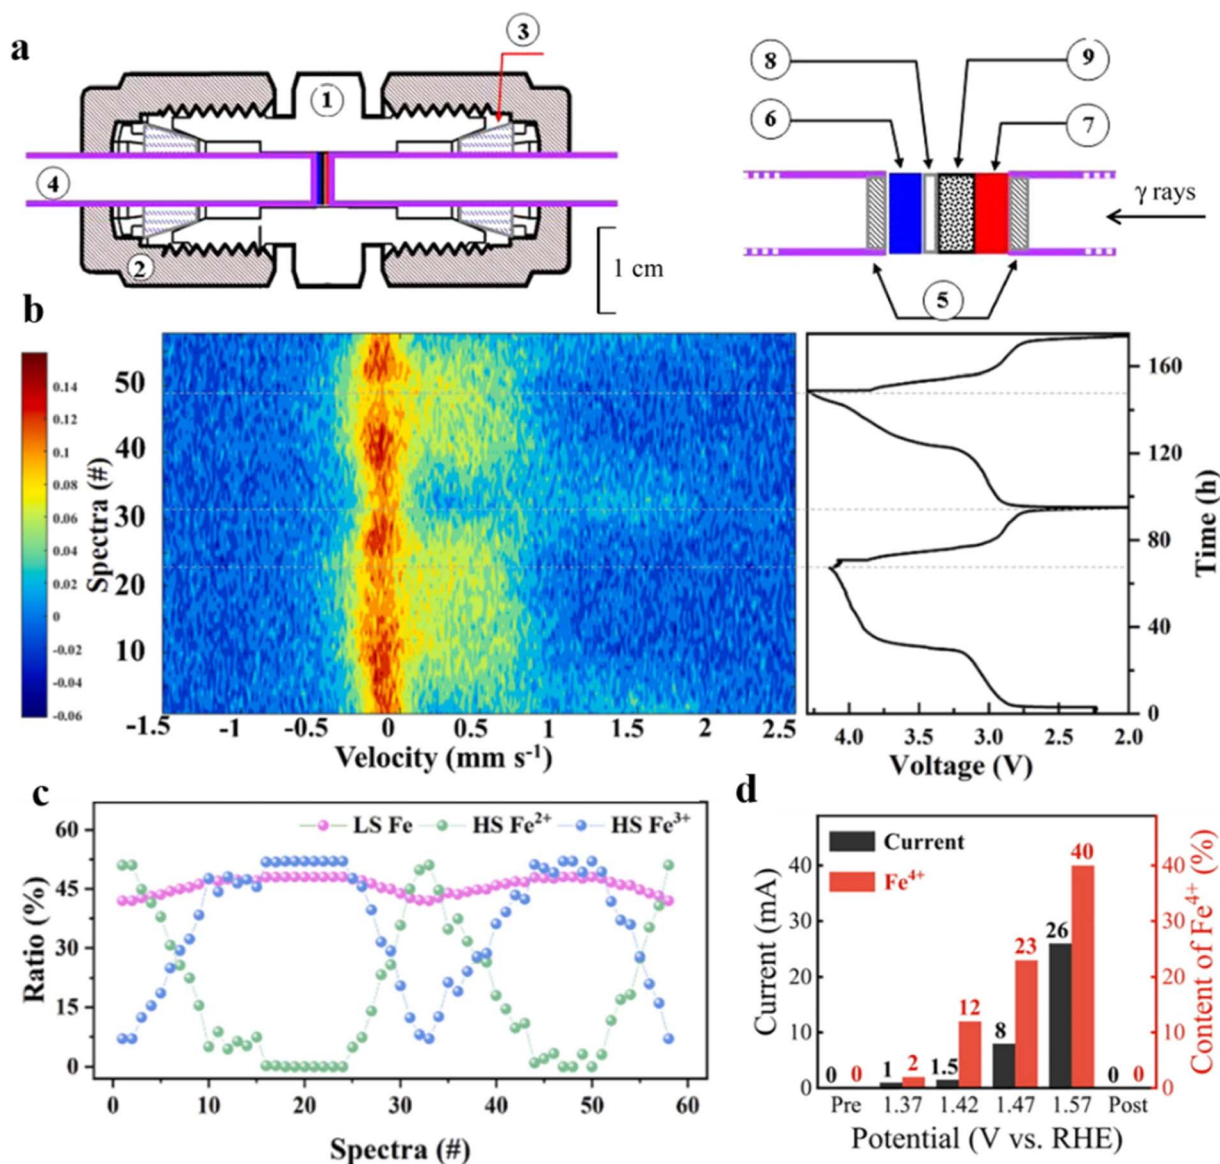 a
3
1
4
2
1 cm
8
9
6
7
γ rays
5
b
0.14
0.12
0.1
0.08
0.06
0.04
0.02
0
-0.02
-0.04
-0.06
Spectra (#)
50
40
30
20
10
-1.5 -1 -0.5 0 0.5 1 1.5 2 2.5
Velocity (mm s⁻¹)
160
120
80
40
0
Time (h)
4.0 3.5 3.0 2.5 2.0
Voltage (V)
c
LS Fe HS Fe²⁺ HS Fe³⁺
60
45
30
15
0
Ratio (%)
0 10 20 30 40 50 60
Spectra (#)
d
Current
Fe⁴⁺
40
30
20
10
0
Current (mA)
40
30
20
10
0
Content of Fe⁴⁺ (%)
0 0 1 2 1.5 12 8 23 26 40 0 0
Pre 1.37 1.42 1.47 1.57 Post
Potential (V vs. RHE)